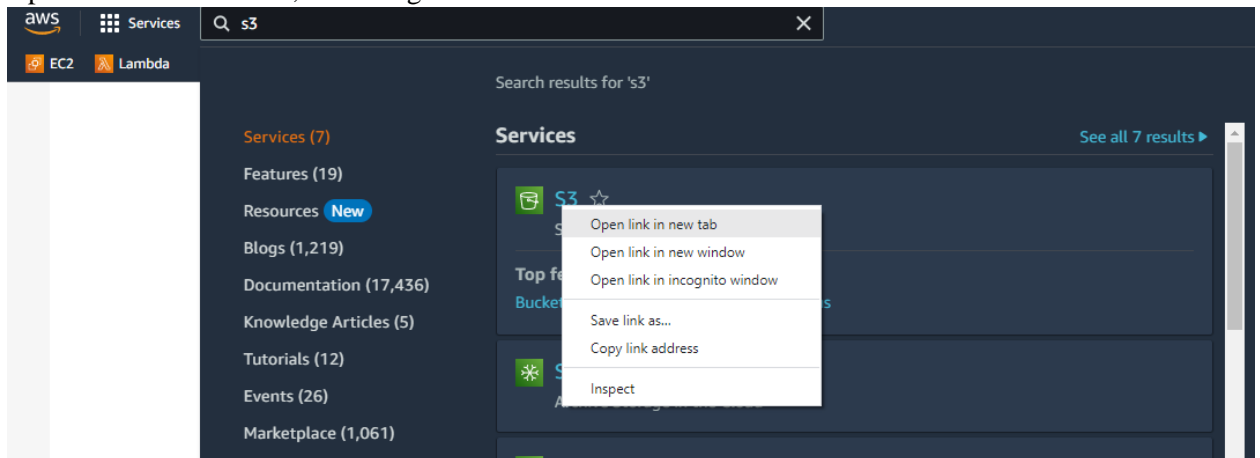 aws Services s3
EC2 Lambda
Search results for 's3'
Services (7)
Features (19)
Resources New
Blogs (1,219)
Documentation (17,436)
Knowledge Articles (5)
Tutorials (12)
Events (26)
Marketplace (1,061)
Services See all 7 results
S3
Open link in new tab
Open link in new window
Open link in incognito window
Save link as...
Copy link address
Inspect
Top